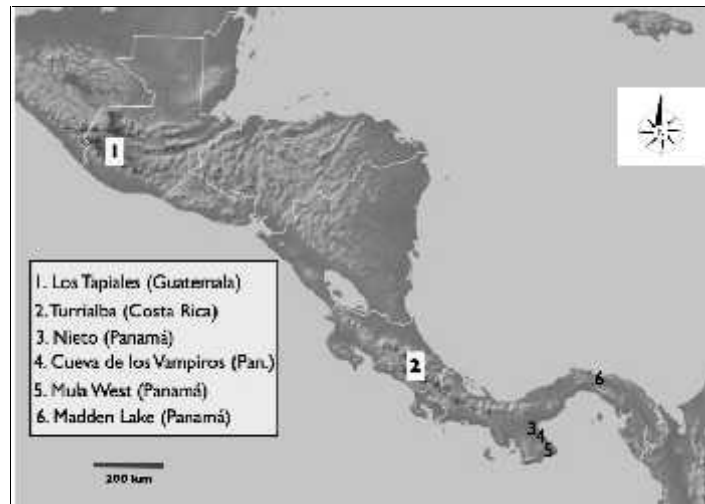 1
2
6
3
4
5
1. Los Tapiales (Guatemala)
2. Turrialba (Costa Rica)
3. Nieto (Panamá)
4. Cueva de los Vampiros (Pan.)
5. Mula West (Panamá)
6. Madden Lake (Panamá)
200 km